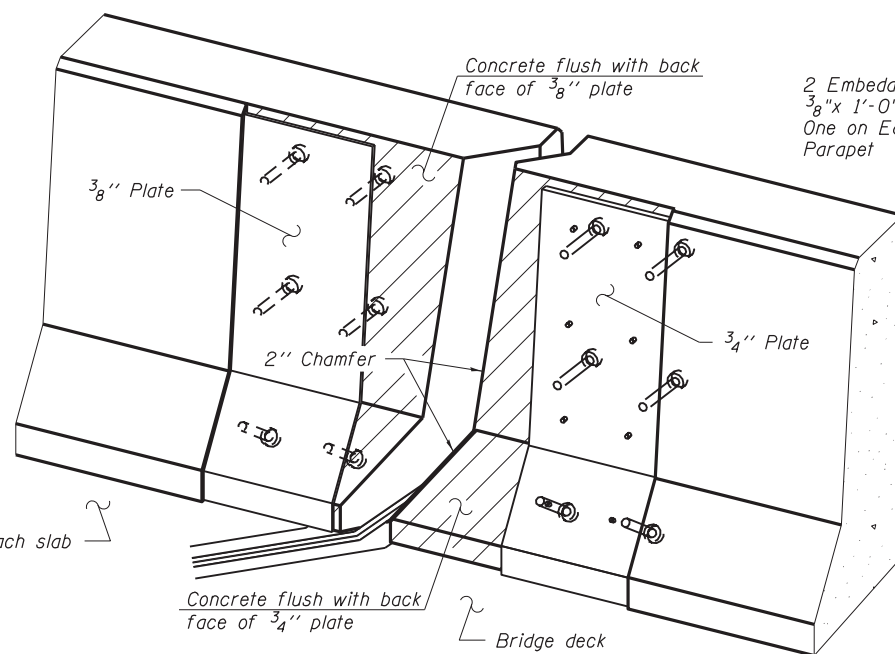 Concrete flush with back
face of 3/8'' plate
2 Embedd
3/8"x 1'-0"
One on Ea
Parapet
3/8'' Plate
3/4'' Plate
2'' Chamfer
ach slab
Concrete flush with back
face of 3/4'' plate
Bridge deck